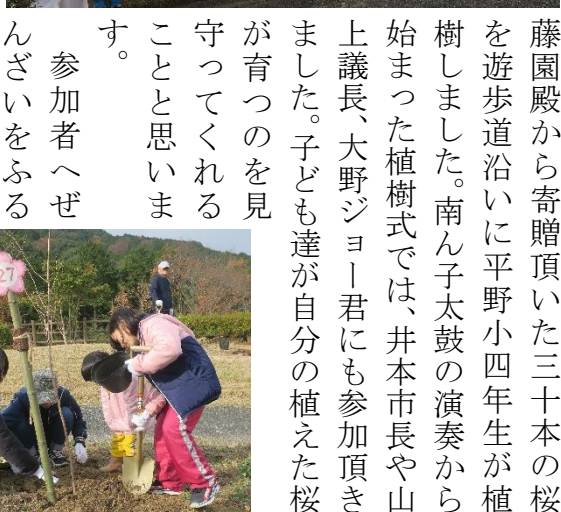 藤園殿から寄贈頂いた三十本の桜
を遊歩道沿いに平野小四年生が植
樹しました。南ん子太鼓の演奏から
始まった植樹式では、井本市長や山
上議長、大野ジョー君にも参加頂き
ました。子ども達が自分の植えた桜
が育つのを見
守ってくれる
ことと思いま
す。
参加者へぜ
んざいをふる
27